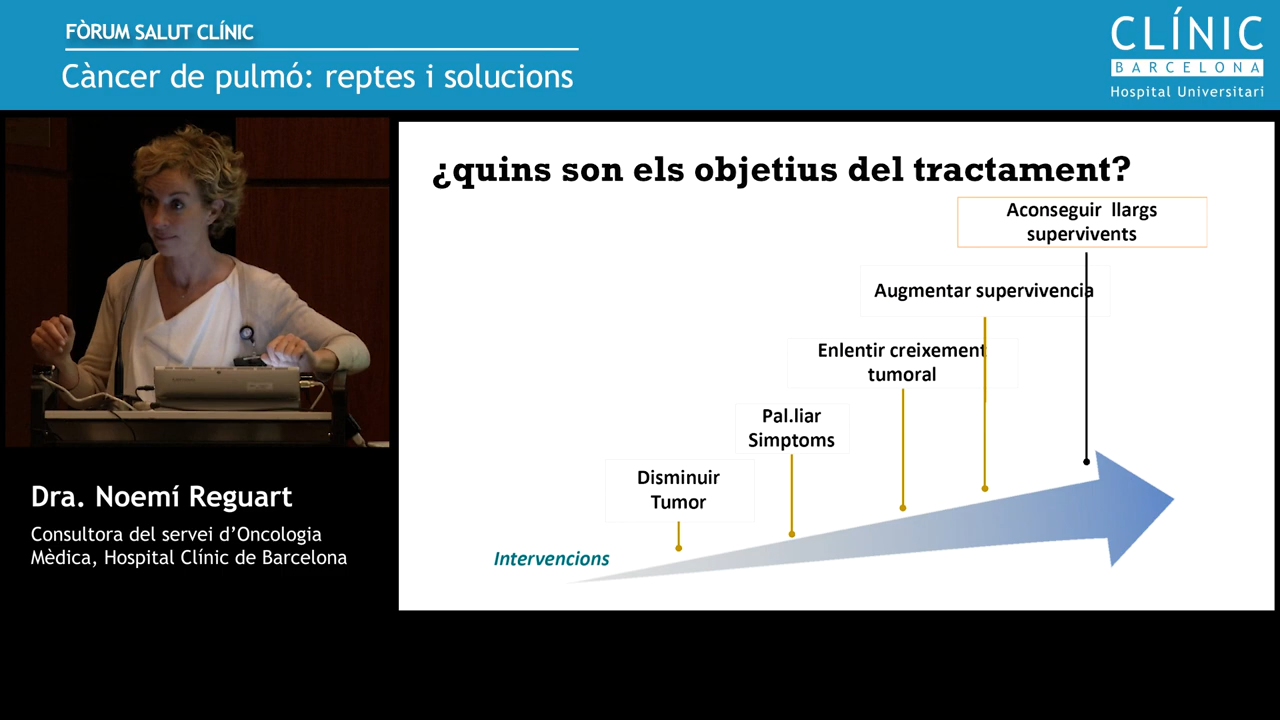 FÒRUM SALUT CLÍNIC
Càncer de pulmó: reptes i solucions
CLÍNIC
BARCELONA
Hospital Universitari
¿quins son els objetius del tractament?
Aconseguir llargs
supervivents
Augmentar supervivencia
Enlentir creixement
tumoral
Pal.liar
Simptoms
Disminuir
Tumor
Intervencions
Dra. Noemí Reguart
Consultora del servei d’Oncologia
Mèdica, Hospital Clínic de Barcelona